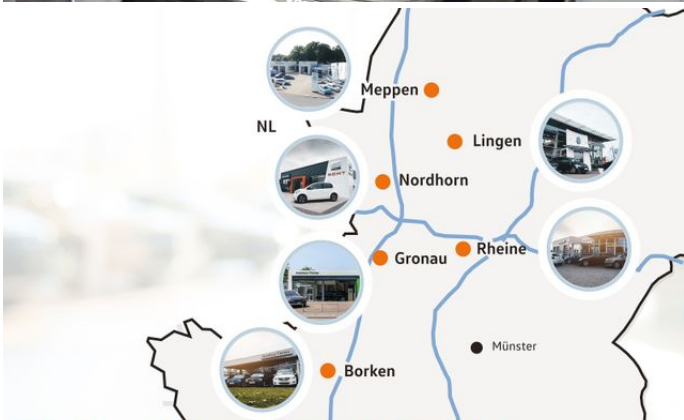 Meppen
NL
Lingen
Nordhorn
Gronau
Rheine
Münster
Borken